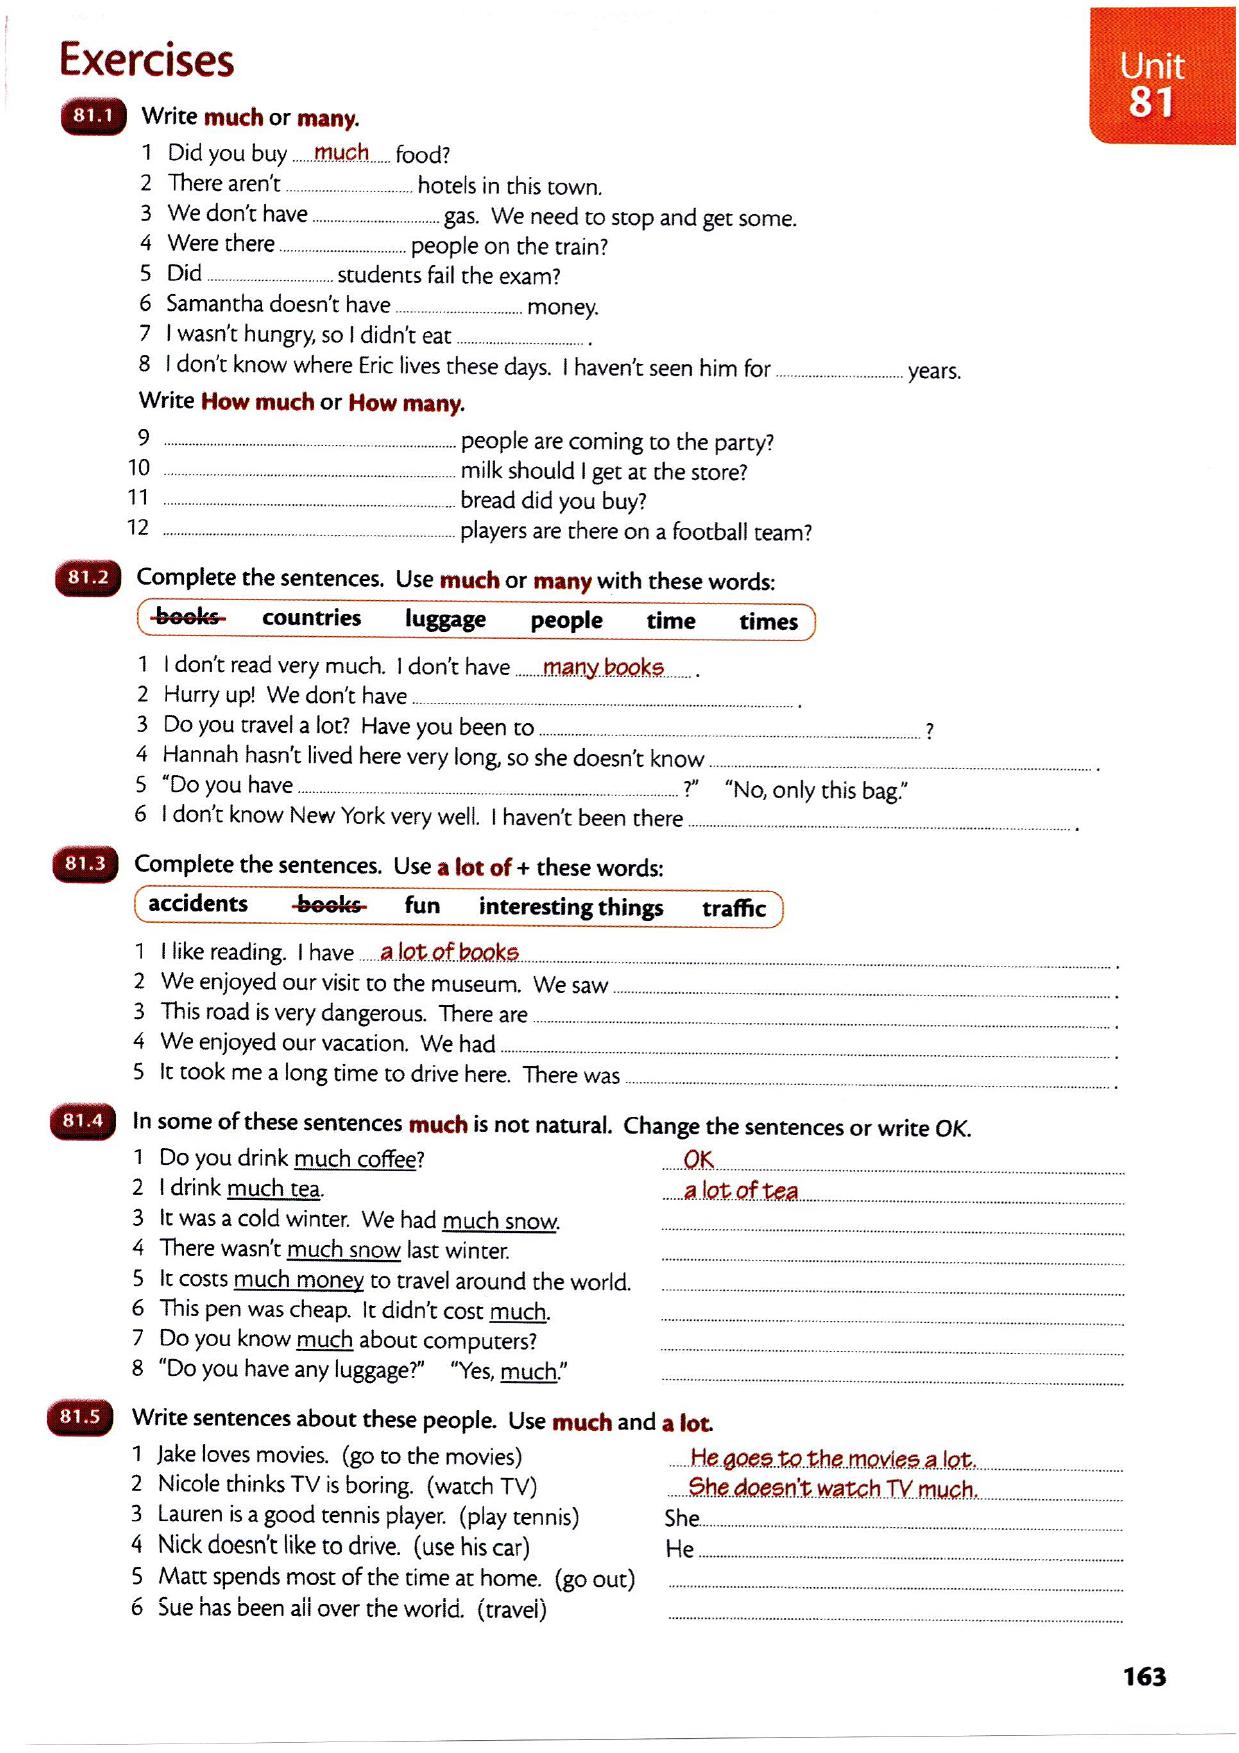 Exercises
Unit
81
81.1 Write much or many.
1 Did you buy much food?
2 There aren't hotels in this town.
3 We don't have gas. We need to stop and get some.
4 Were there people on the train?
5 Did students fail the exam?
6 Samantha doesn't have money.
7 I wasn't hungry, so I didn't eat .
8 I don't know where Eric lives these days. I haven't seen him for years.
Write How much or How many.
9 people are coming to the party?
10 milk should I get at the store?
11 bread did you buy?
12 players are there on a football team?
81.2 Complete the sentences. Use much or many with these words:
books countries luggage people time times
1 I don't read very much. I don't have many books .
2 Hurry up! We don't have .
3 Do you travel a lot? Have you been to ?
4 Hannah hasn't lived here very long, so she doesn't know .
5 "Do you have ?" "No, only this bag."
6 I don't know New York very well. I haven't been there .
81.3 Complete the sentences. Use a lot of + these words:
accidents books fun interesting things traffic
1 I like reading. I have a lot of books .
2 We enjoyed our visit to the museum. We saw .
3 This road is very dangerous. There are .
4 We enjoyed our vacation. We had .
5 It took me a long time to drive here. There was .
81.4 In some of these sentences much is not natural. Change the sentences or write OK.
1 Do you drink much coffee? OK
2 I drink much tea. a lot of tea
3 It was a cold winter. We had much snow.
4 There wasn't much snow last winter.
5 It costs much money to travel around the world.
6 This pen was cheap. It didn't cost much.
7 Do you know much about computers?
8 "Do you have any luggage?" "Yes, much."
81.5 Write sentences about these people. Use much and a lot.
1 Jake loves movies. (go to the movies) He goes to the movies a lot.
2 Nicole thinks TV is boring. (watch TV) She doesn't watch TV much.
3 Lauren is a good tennis player. (play tennis) She
4 Nick doesn't like to drive. (use his car) He
5 Matt spends most of the time at home. (go out)
6 Sue has been all over the world. (travel)
163